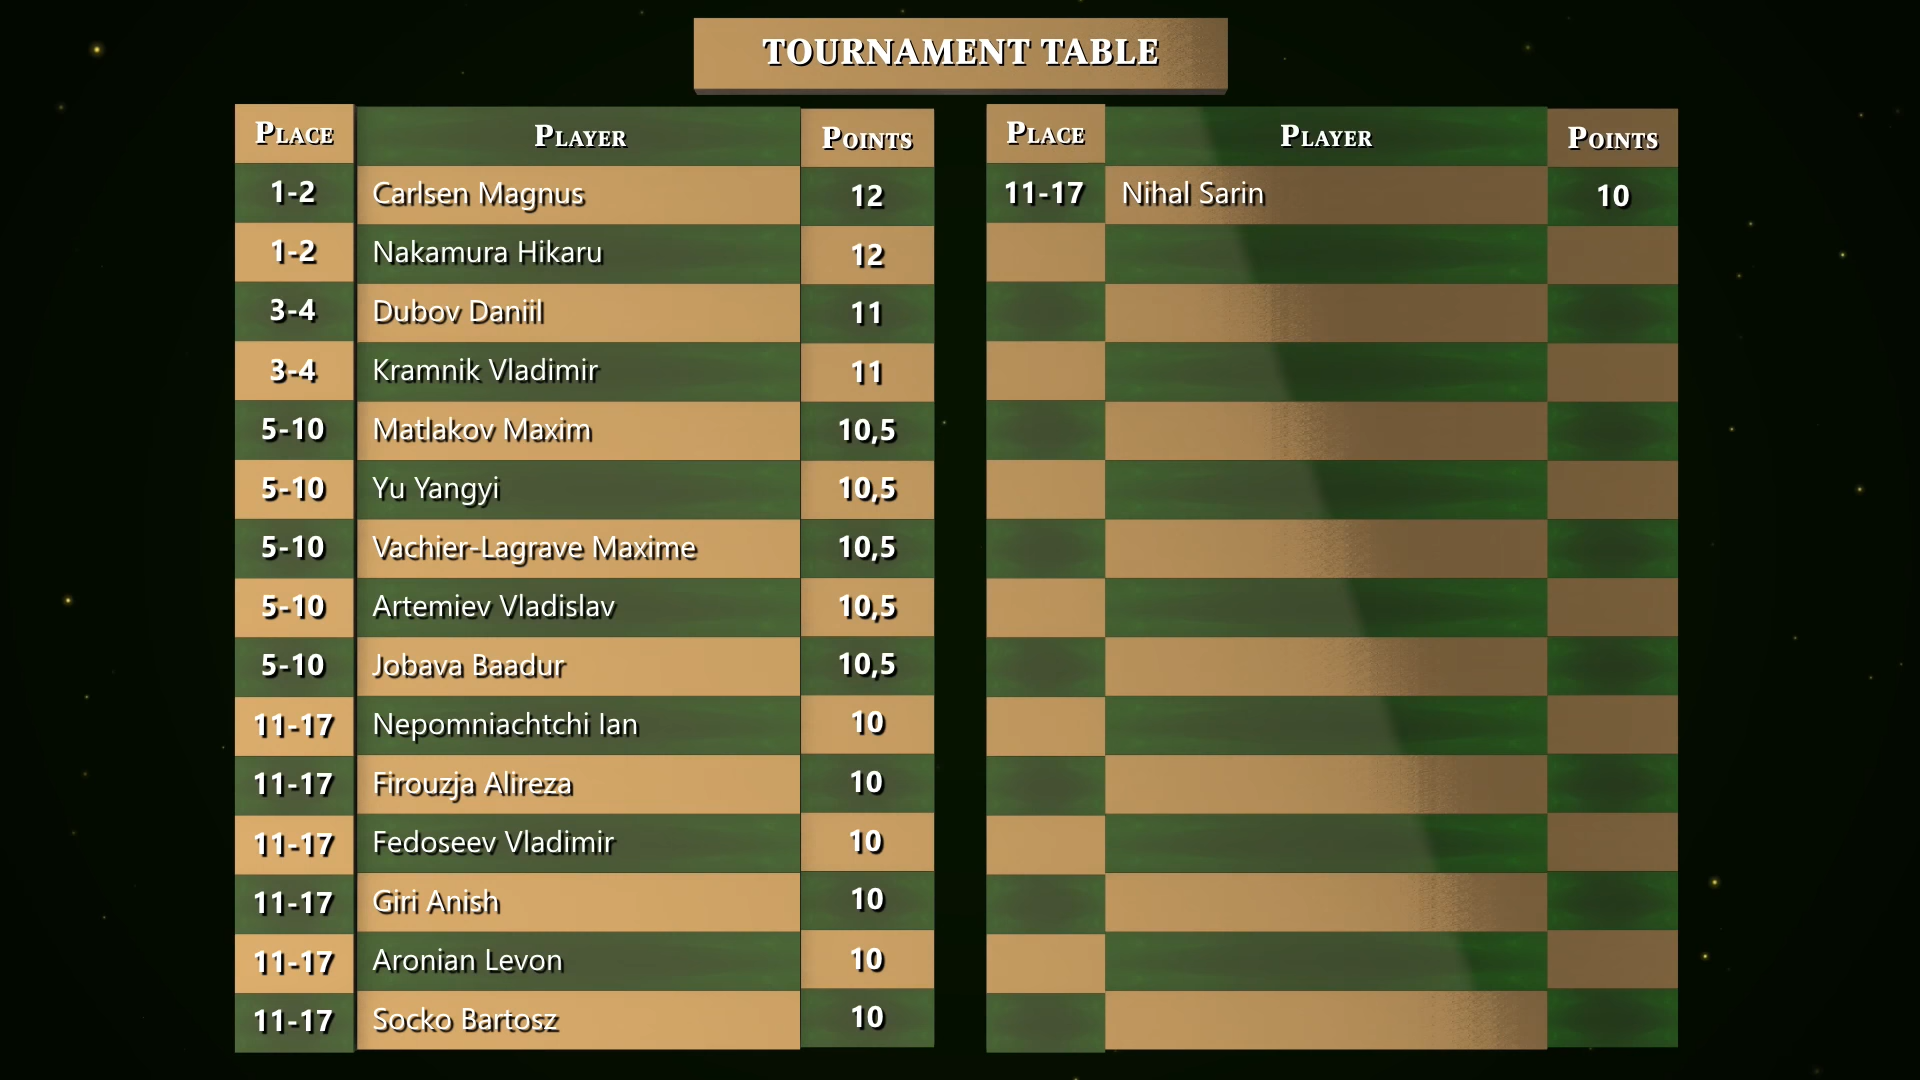 TOURNAMENT TABLE
PLACE PLAYER POINTS
1-2 Carlsen Magnus 12
1-2 Nakamura Hikaru 12
3-4 Dubov Daniil 11
3-4 Kramnik Vladimir 11
5-10 Matlakov Maxim 10,5
5-10 Yu Yangyi 10,5
5-10 Vachier-Lagrave Maxime 10,5
5-10 Artemiev Vladislav 10,5
5-10 Jobava Baadur 10,5
11-17 Nepomniachtchi Ian 10
11-17 Firouzja Alireza 10
11-17 Fedoseev Vladimir 10
11-17 Giri Anish 10
11-17 Aronian Levon 10
11-17 Socko Bartosz 10
PLACE PLAYER POINTS
11-17 Nihal Sarin 10